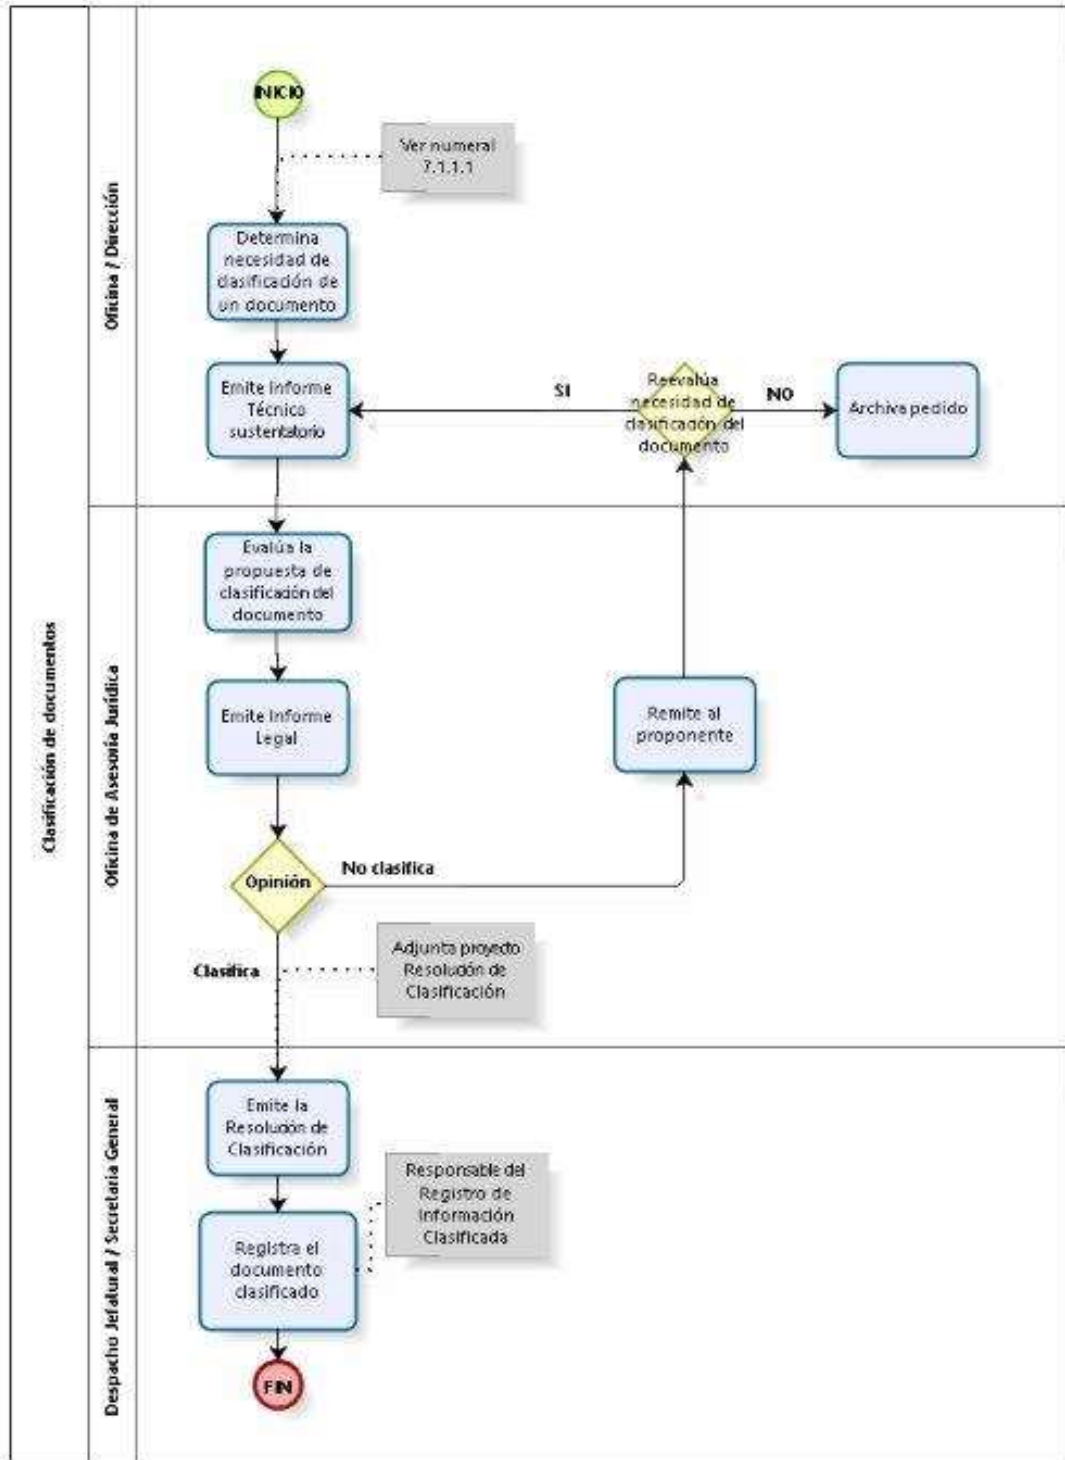 Clasificación de documentos
Oficina / Dirección
INICIO
Ver numeral
7.1.1.1
Determina
necesidad de
clasificación de
un documento
Emite Informe
Técnico
sustentatorio
SI
Reevalúa
necesidad de
clasificación del
documento
NO
Archiva pedido
Oficina de Asesoría Jurídica
Evalúa la
propuesta de
clasificación del
documento
Emite Informe
Legal
Remite al
proponente
Opinión
No clasifica
Clasifica
Adjunta proyecto
Resolución de
Clasificación
Despacho Jefatural / Secretaria General
Emite la
Resolución de
Clasificación
Responsable del
Registro de
Información
Clasificada
Registra el
documento
clasificado
FIN